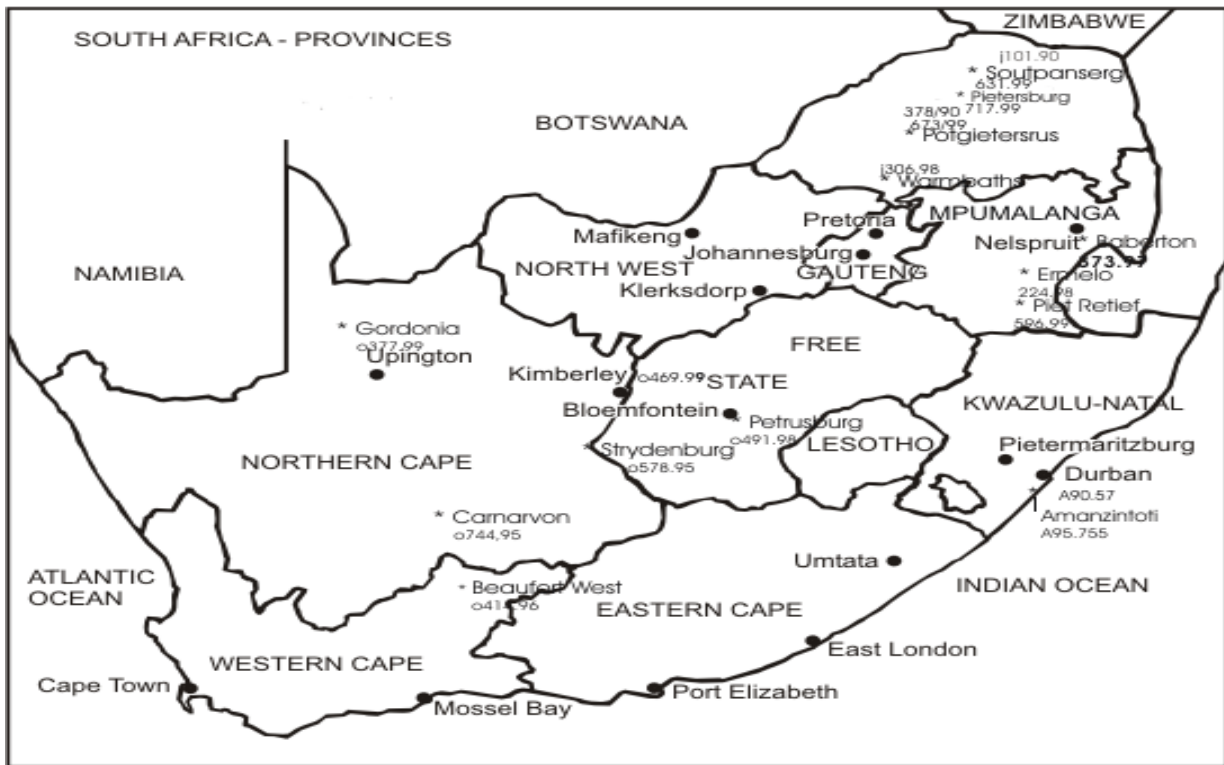 ZIMBABWE
SOUTH AFRICA - PROVINCES
j101.90
* Soutpanserg
631.99
* Pietersburg
378/90 717.99
BOTSWANA
673/99
* Potgietersrus
j306.98
* Warmbaths
MPUMALANGA
Pretoria
Mafikeng
Nelspruit * Baberton
Johannesburg
673.97
NAMIBIA
NORTH WEST
GAUTENG
* Ermelo
Klerksdorp
224.98
* Piet Retief
596.99
* Gordonia
o377.99
FREE
Upington
Kimberley o469.99 STATE
KWAZULU-NATAL
Bloemfontein
* Petrusburg
o491.98
LESOTHO
Pietermaritzburg
* Strydenburg
o578.95
NORTHERN CAPE
Durban
* A90.57
Amanzintoti
A95.755
* Carnarvon
o744,95
Umtata
ATLANTIC
OCEAN
* Beaufort West
INDIAN OCEAN
EASTERN CAPE
East London
WESTERN CAPE
Cape Town
Port Elizabeth
Mossel Bay